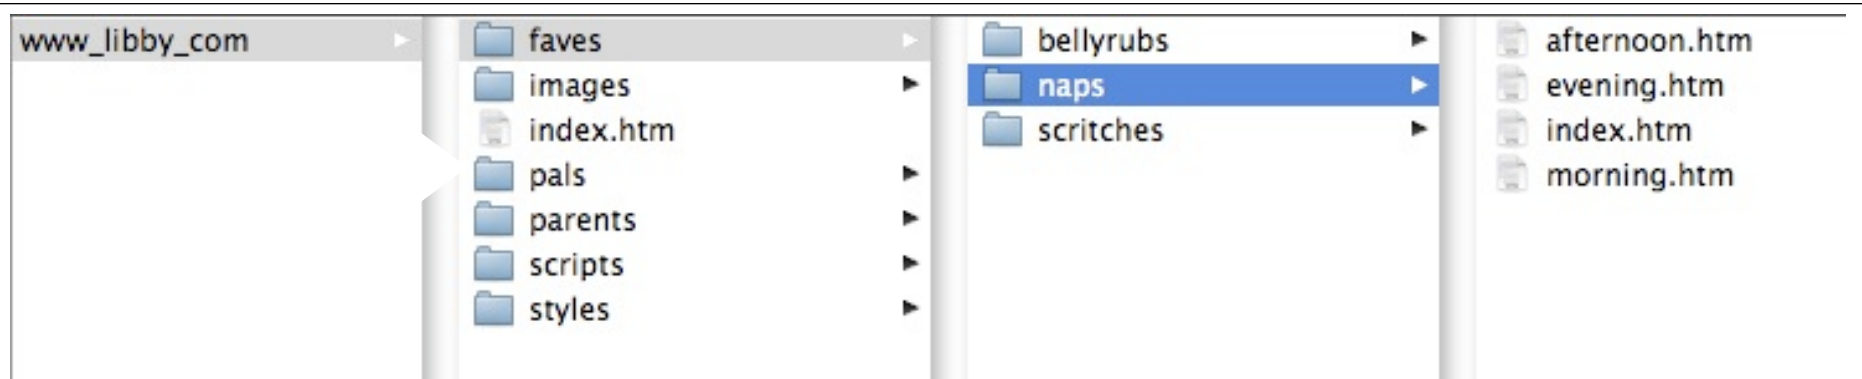 www_libby_com
faves
images
index.htm
pals
parents
scripts
styles
bellyrubs
naps
scritches
afternoon.htm
evening.htm
index.htm
morning.htm